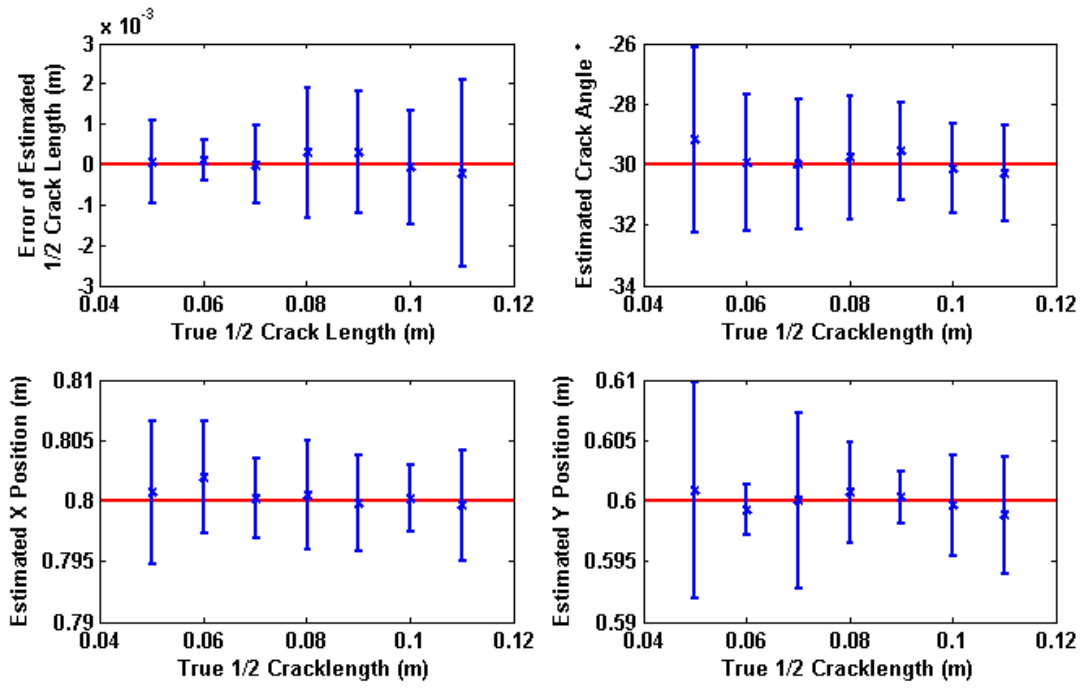 x 10^-3
3
2
1
0
-1
-2
-3
0.04 0.06 0.08 0.1 0.12
True 1/2 Crack Length (m)
Error of Estimated
1/2 Crack Length (m)
-26
-28
-30
-32
-34
0.04 0.06 0.08 0.1 0.12
True 1/2 Cracklength (m)
Estimated Crack Angle °
0.81
0.805
0.8
0.795
0.79
0.04 0.06 0.08 0.1 0.12
True 1/2 Cracklength (m)
Estimated X Position (m)
0.61
0.605
0.6
0.595
0.59
0.04 0.06 0.08 0.1 0.12
True 1/2 Cracklength (m)
Estimated Y Position (m)